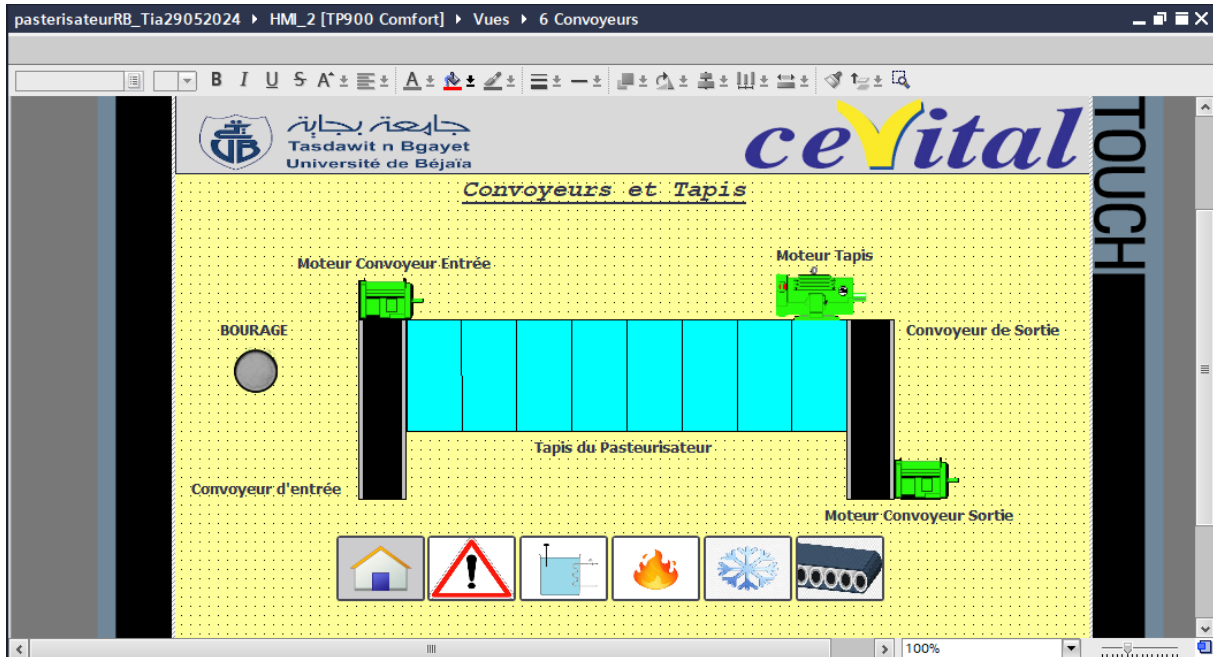 pasterisateurRB_Tia29052024 ▸ HMI_2 [TP900 Comfort] ▸ Vues ▸ 6 Convoyeurs
B I U S A A
جامعة بجاية
Tasdawit n Bgayet
Université de Béjaïa
cevital
TOUCH
Convoyeurs et Tapis
Moteur Convoyeur Entrée
Moteur Tapis
BOURAGE
Convoyeur de Sortie
Tapis du Pasteurisateur
Convoyeur d'entrée
Moteur Convoyeur Sortie
100%